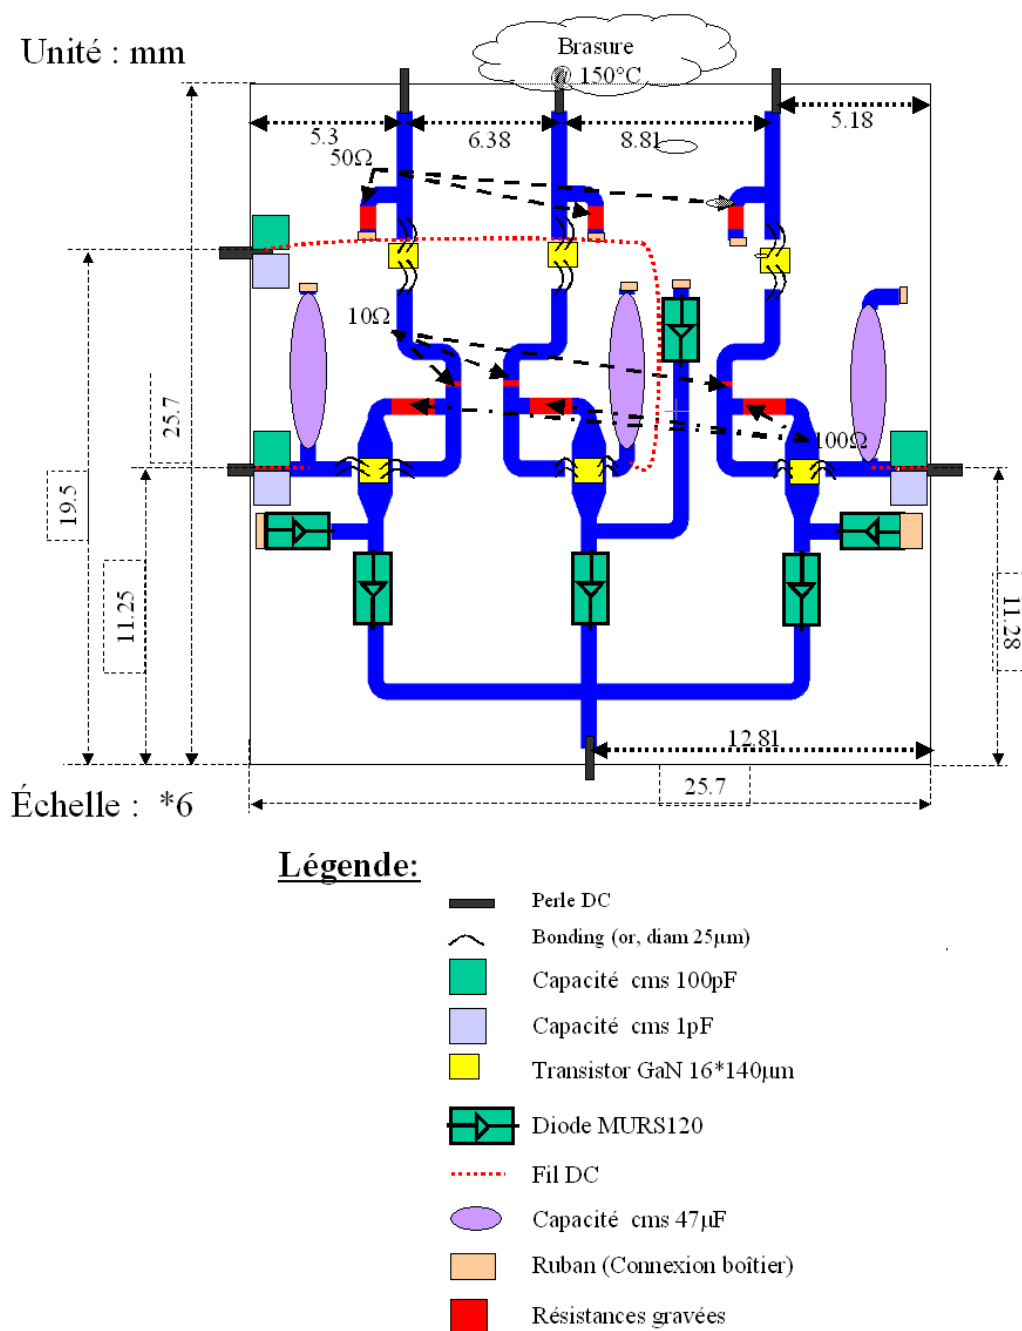 Unité : mm
Brasure
@ 150°C
5.3
6.38
8.81
5.18
50Ω
10Ω
100Ω
25.7
19.5
11.25
11.28
12.81
25.7
Échelle : *6
Légende:
Perle DC
Bonding (or, diam 25µm)
Capacité cms 100pF
Capacité cms 1pF
Transistor GaN 16*140µm
Diode MURS120
Fil DC
Capacité cms 47µF
Ruban (Connexion boîtier)
Résistances gravées